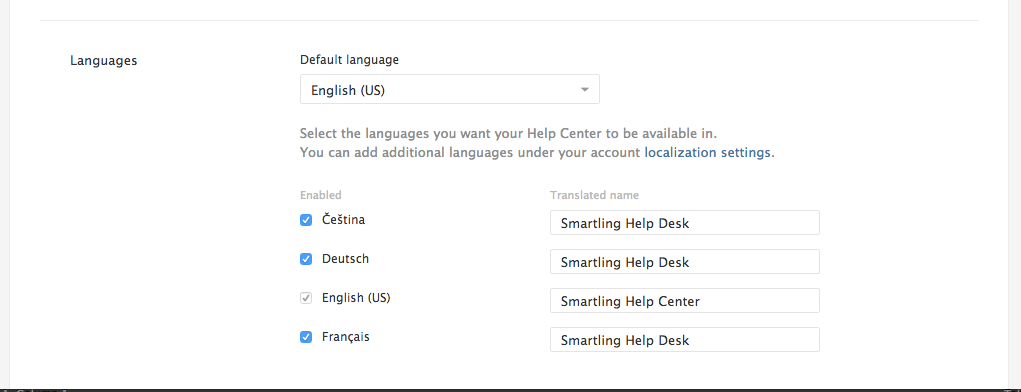 Languages
Default language
English (US)
Select the languages you want your Help Center to be available in.
You can add additional languages under your account localization settings.
Enabled Translated name
Čeština Smartling Help Desk
Deutsch Smartling Help Desk
English (US) Smartling Help Center
Français Smartling Help Desk